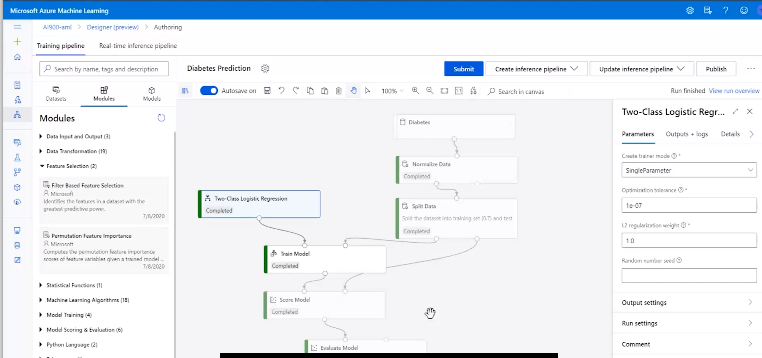 Microsoft Azure Machine Learning
AI900-aml > Designer (preview) > Authoring
Training pipeline Real-time inference pipeline
Search by name, tags and description
Diabetes Prediction
Submit
Create inference pipeline
Update inference pipeline
Publish
Datasets
Modules
Models
Autosave on
100%
Search in canvas
Run finished View run overview
Modules
Data Input and Output (3)
Data Transformation (19)
Feature Selection (2)
Filter Based Feature Selection
Microsoft
Identifies the features in a dataset with the
greatest predictive power.
7/8/2020
Permutation Feature Importance
Microsoft
Computes the permutation feature importance
scores of feature variables given a trained model ...
7/8/2020
Statistical Functions (1)
Machine Learning Algorithms (18)
Model Training (4)
Model Scoring & Evaluation (6)
Python Language (2)
Diabetes
Normalize Data
Completed
Two-Class Logistic Regression
Completed
Split Data
Split the dataset into training set (0.7) and test
Completed
Train Model
Completed
Score Model
Completed
Evaluate Model
Two-Class Logistic Regr...
Parameters Outputs + logs Details
Create trainer mode *
SingleParameter
Optimization tolerance *
1e-07
L2 regularization weight *
1.0
Random number seed
Output settings
Run settings
Comment